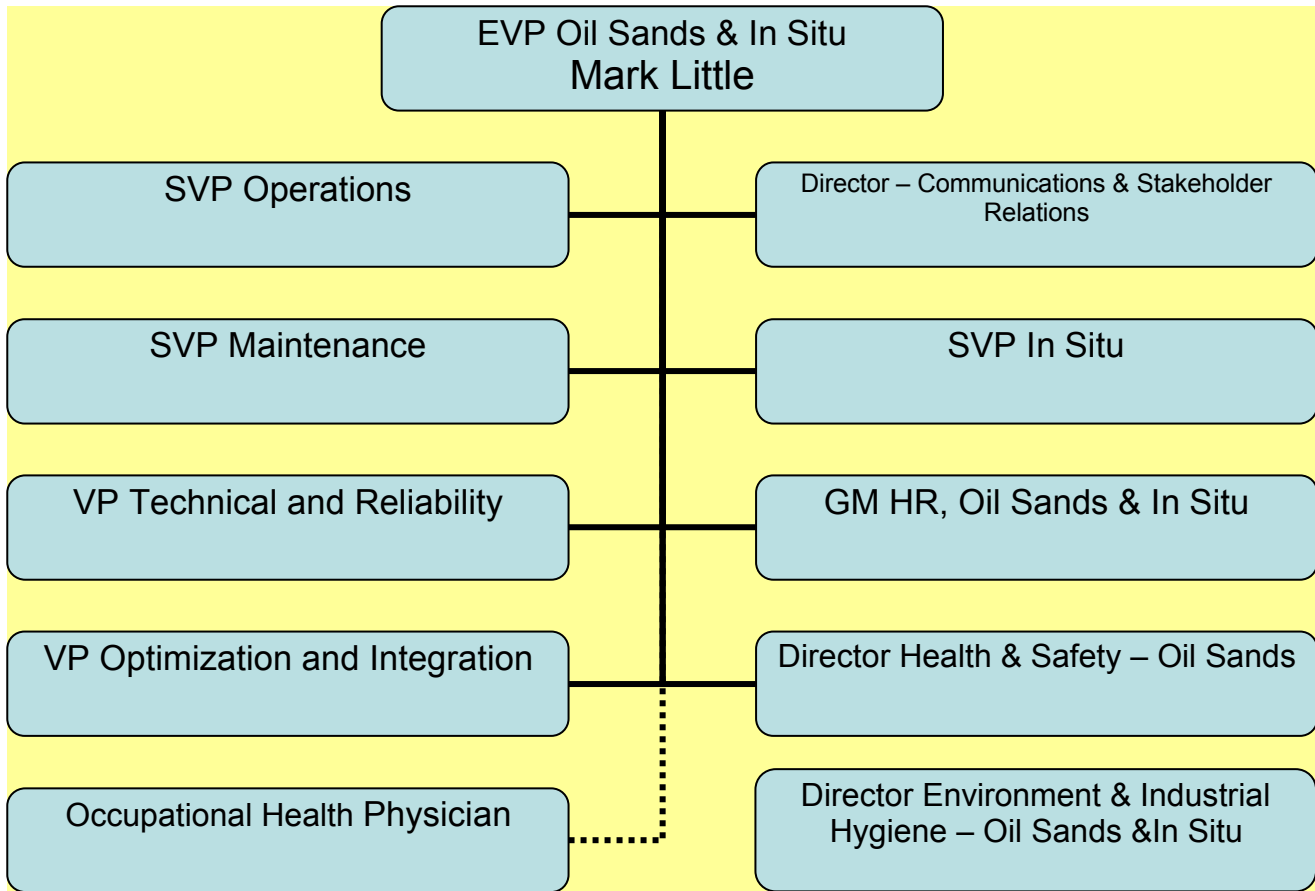 EVP Oil Sands & In Situ
Mark Little
SVP Operations
Director – Communications & Stakeholder
Relations
SVP Maintenance
SVP In Situ
VP Technical and Reliability
GM HR, Oil Sands & In Situ
VP Optimization and Integration
Director Health & Safety – Oil Sands
Occupational Health Physician
Director Environment & Industrial
Hygiene – Oil Sands &In Situ